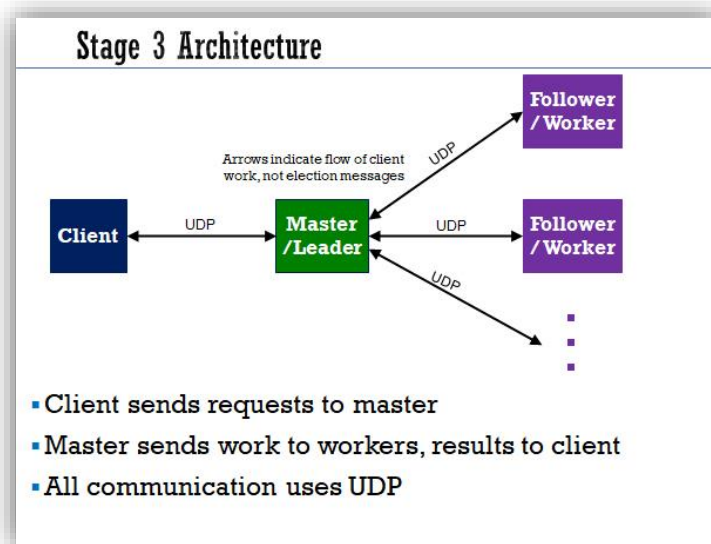 Stage 3 Architecture
Follower
/Worker
UDP
Arrows indicate flow of client
work, not election messages
Client
UDP
Master
/Leader
UDP
Follower
/Worker
UDP
▪Client sends requests to master
▪Master sends work to workers, results to client
▪All communication uses UDP